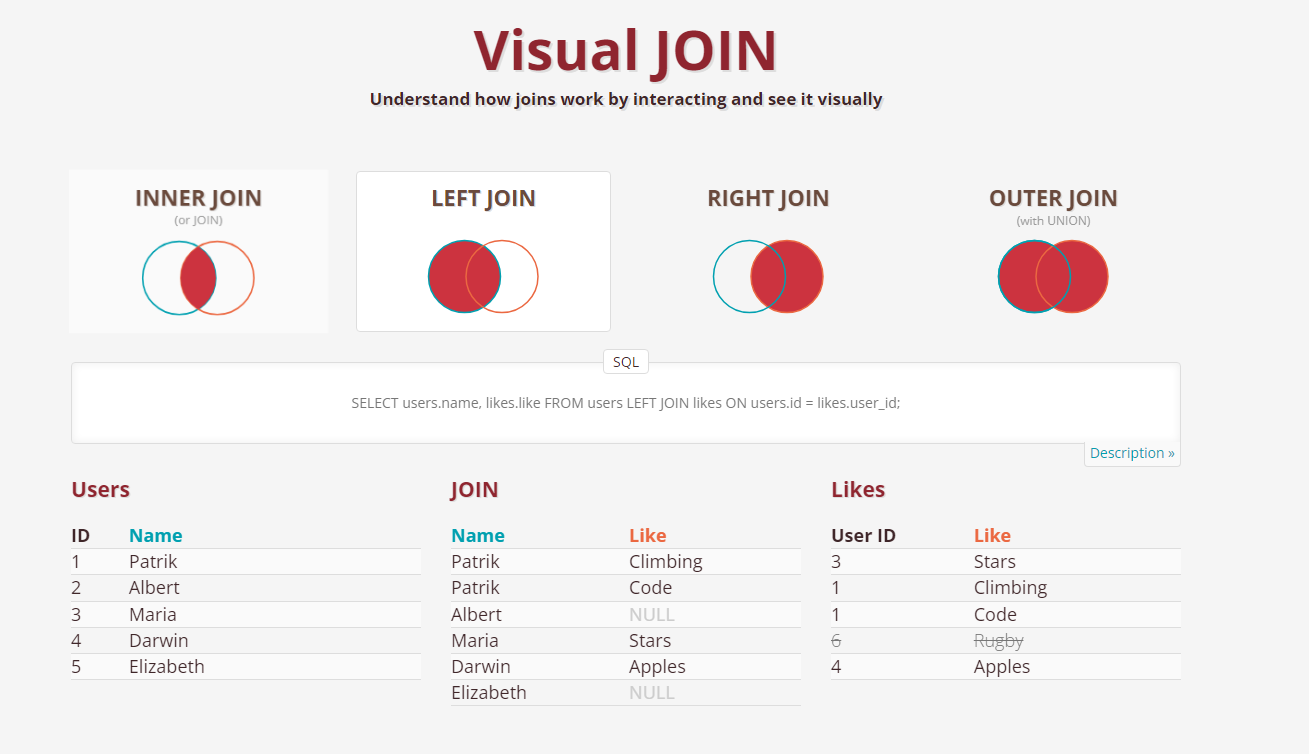 Visual JOIN
Understand how joins work by interacting and see it visually
INNER JOIN
(or JOIN)
LEFT JOIN
RIGHT JOIN
OUTER JOIN
(with UNION)
SQL
SELECT users.name, likes.like FROM users LEFT JOIN likes ON users.id = likes.user_id;
Description »
Users
ID Name
1 Patrik
2 Albert
3 Maria
4 Darwin
5 Elizabeth
JOIN
Name Like
Patrik Climbing
Patrik Code
Albert NULL
Maria Stars
Darwin Apples
Elizabeth NULL
Likes
User ID Like
3 Stars
1 Climbing
1 Code
6 Rugby
4 Apples